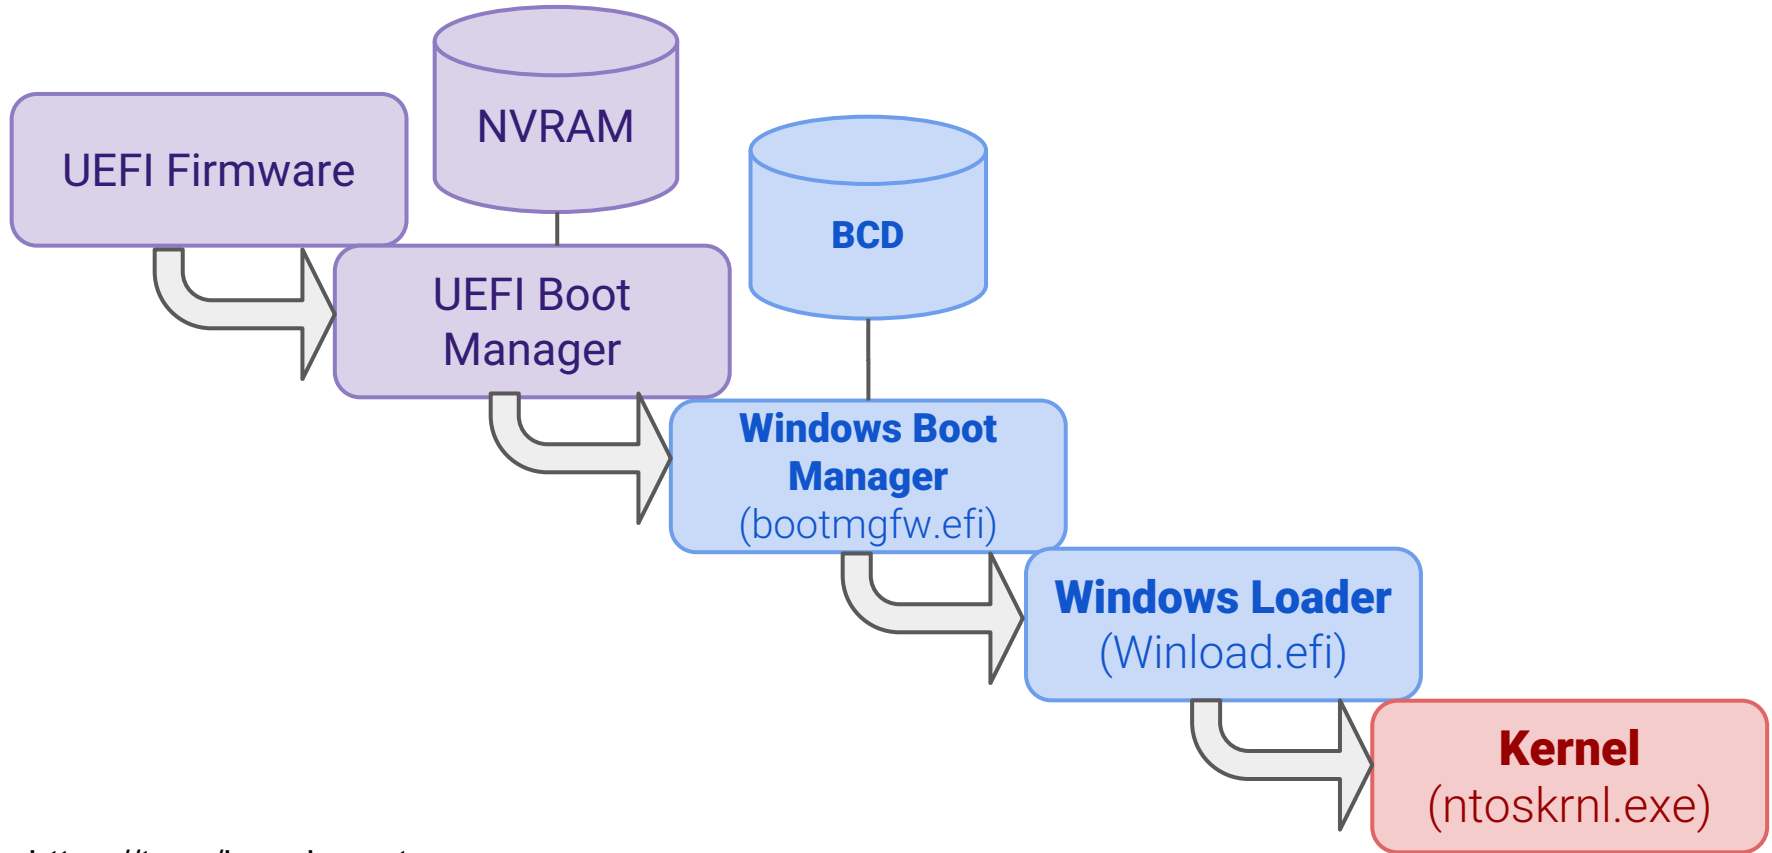 NVRAM
UEFI Firmware
BCD
UEFI Boot
Manager
Windows Boot
Manager
(bootmgfw.efi)
Windows Loader
(Winload.efi)
Kernel
(ntoskrnl.exe)